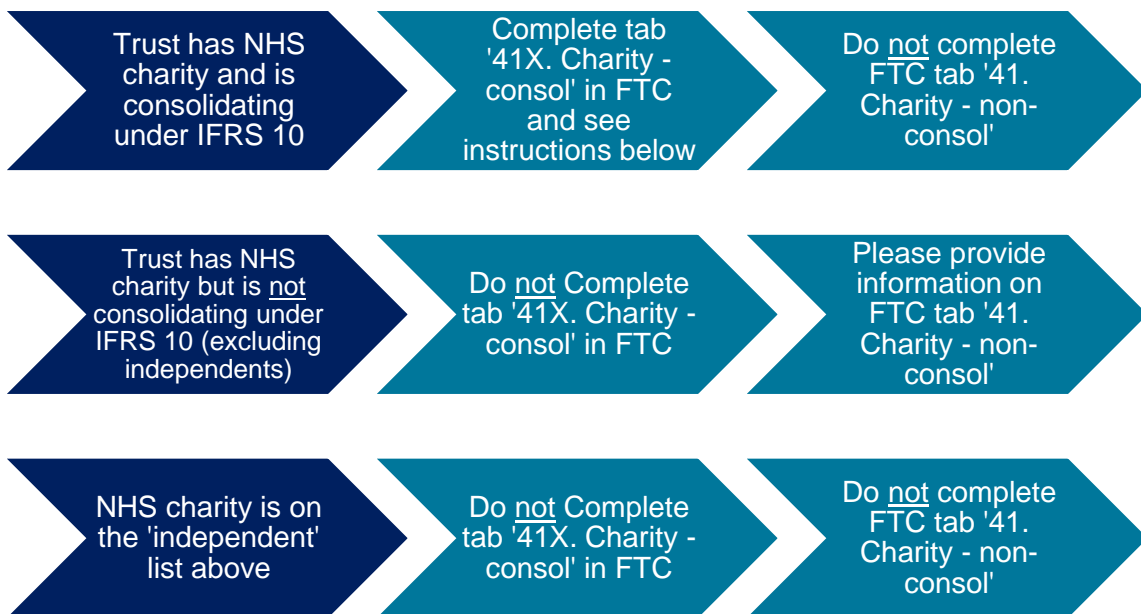 Trust has NHS
charity and is
consolidating
under IFRS 10
Complete tab
'41X. Charity -
consol' in FTC
and see
instructions below
Do not complete
FTC tab '41.
Charity - non-
consol'
Trust has NHS
charity but is not
consolidating under
IFRS 10 (excluding
independents)
Do not Complete
tab '41X. Charity -
consol' in FTC
Please provide
information on
FTC tab '41.
Charity - non-
consol'
NHS charity is on
the 'independent'
list above
Do not Complete
tab '41X. Charity -
consol' in FTC
Do not complete
FTC tab '41.
Charity - non-
consol'